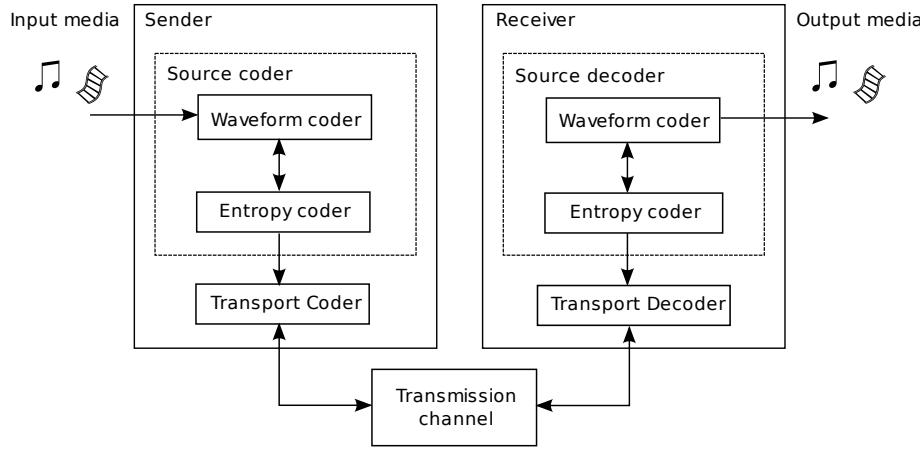 Input media
Sender
Source coder
Waveform coder
Entropy coder
Transport Coder
Receiver
Source decoder
Waveform coder
Entropy coder
Transport Decoder
Output media
Transmission
channel